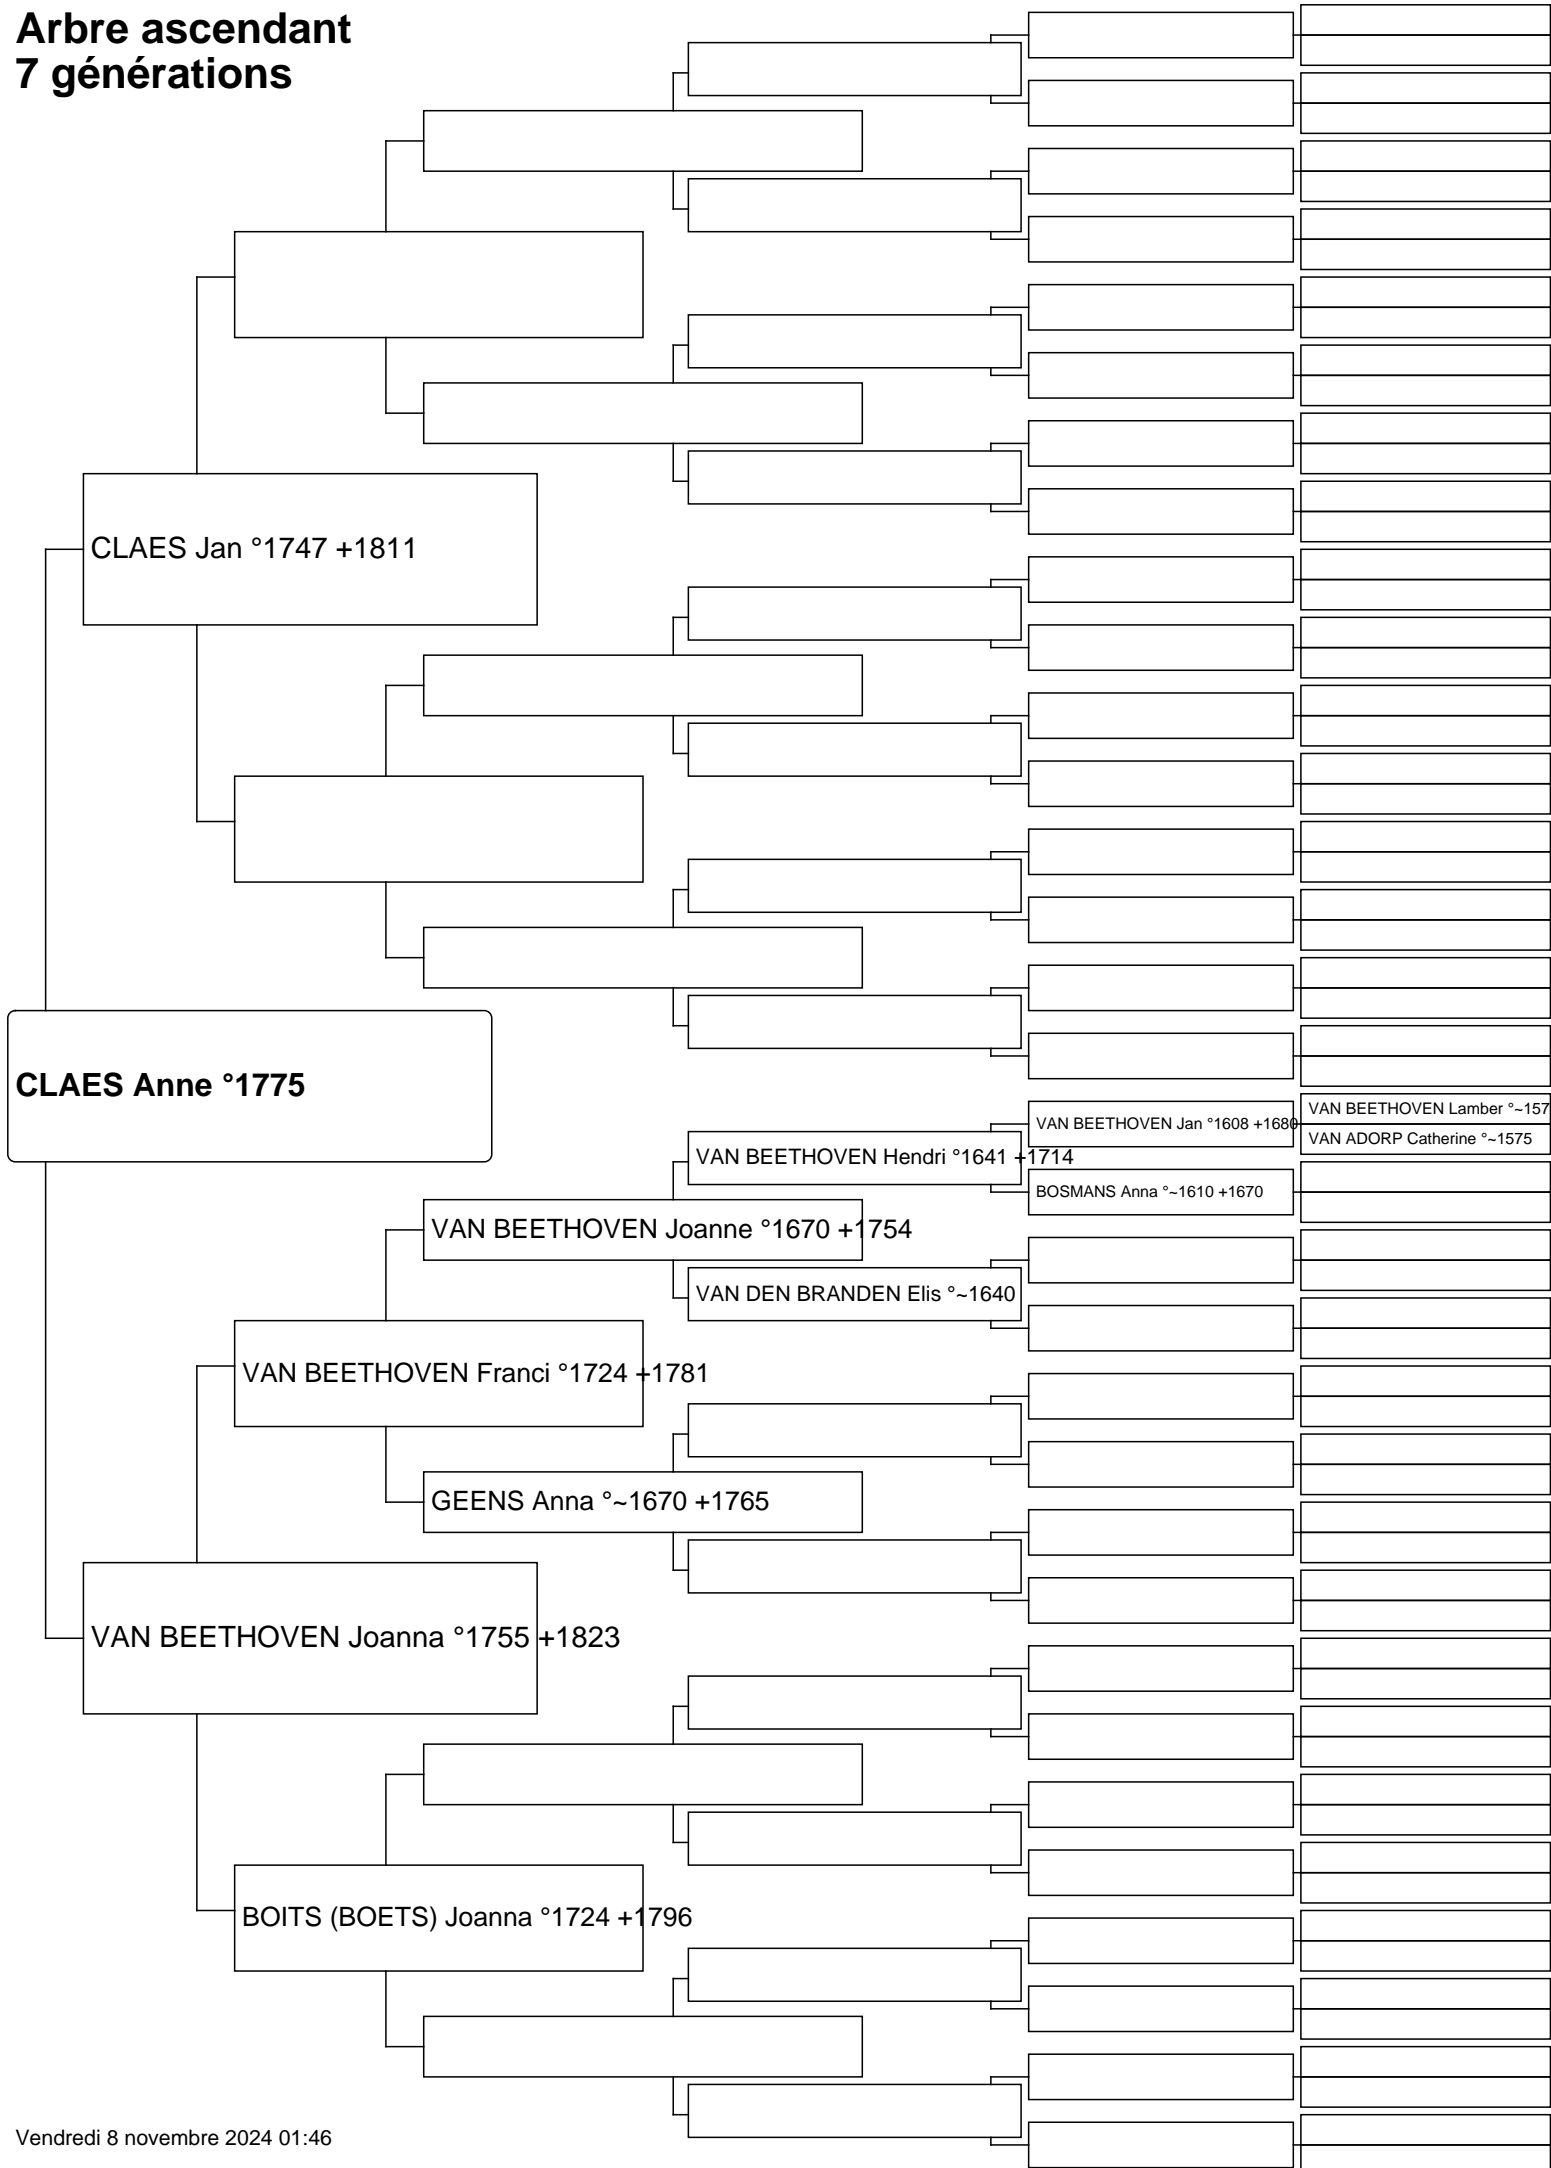 Arbre ascendant
7 générations
CLAES Jan °1747 +1811
CLAES Anne °1775
VAN BEETHOVEN Lamber °~157
VAN BEETHOVEN Jan °1608 +1680
VAN ADORP Catherine °~1575
VAN BEETHOVEN Hendri °1641 +1714
BOSMANS Anna °~1610 +1670
VAN BEETHOVEN Joanne °1670 +1754
VAN DEN BRANDEN Elis °~1640
VAN BEETHOVEN Franci °1724 +1781
GEENS Anna °~1670 +1765
VAN BEETHOVEN Joanna °1755 +1823
BOITS (BOETS) Joanna °1724 +1796
Vendredi 8 novembre 2024 01:46